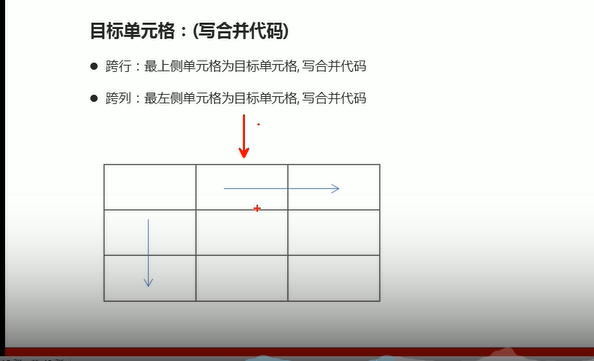 目标单元格：(写合并代码)
● 跨行：最上侧单元格为目标单元格, 写合并代码
● 跨列：最左侧单元格为目标单元格, 写合并代码